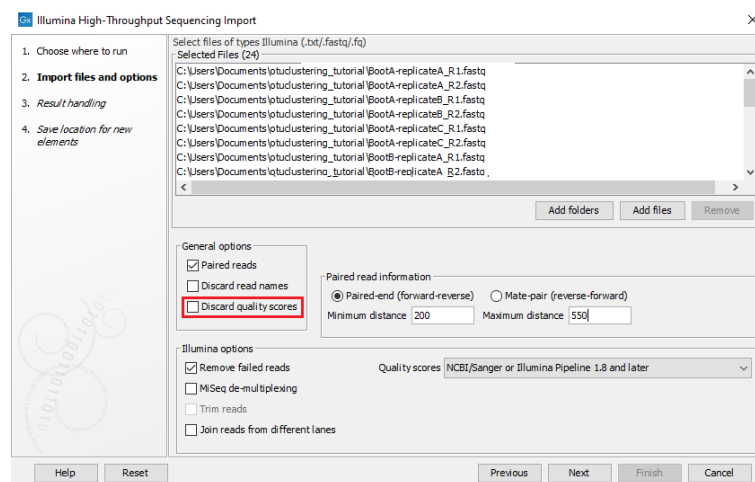 Gx Illumina High-Throughput Sequencing Import
1. Choose where to run
2. Import files and options
3. Result handling
4. Save location for new
elements
Select files of types Illumina (.txt/.fastq/.fq)
Selected Files (24)
C:\Users\Documents\otuclustering_tutorial\BootA-replicateA_R1.fastq
C:\Users\Documents\otuclustering_tutorial\BootA-replicateA_R2.fastq
C:\Users\Documents\otuclustering_tutorial\BootA-replicateB_R1.fastq
C:\Users\Documents\otuclustering_tutorial\BootA-replicateB_R2.fastq
C:\Users\Documents\otuclustering_tutorial\BootA-replicateC_R1.fastq
C:\Users\Documents\otuclustering_tutorial\BootA-replicateC_R2.fastq
C:\Users\Documents\otuclustering_tutorial\BootB-replicateA_R1.fastq
C:\Users\Documents\otuclustering_tutorial\BootB-replicateA_R2.fastq
Add folders Add files Remove
General options
Paired reads
Discard read names
Discard quality scores
Paired read information
Paired-end (forward-reverse) Mate-pair (reverse-forward)
Minimum distance 200 Maximum distance 550
Illumina options
Remove failed reads Quality scores NCBI/Sanger or Illumina Pipeline 1.8 and later
MiSeq de-multiplexing
Trim reads
Join reads from different lanes
Help Reset Previous Next Finish Cancel